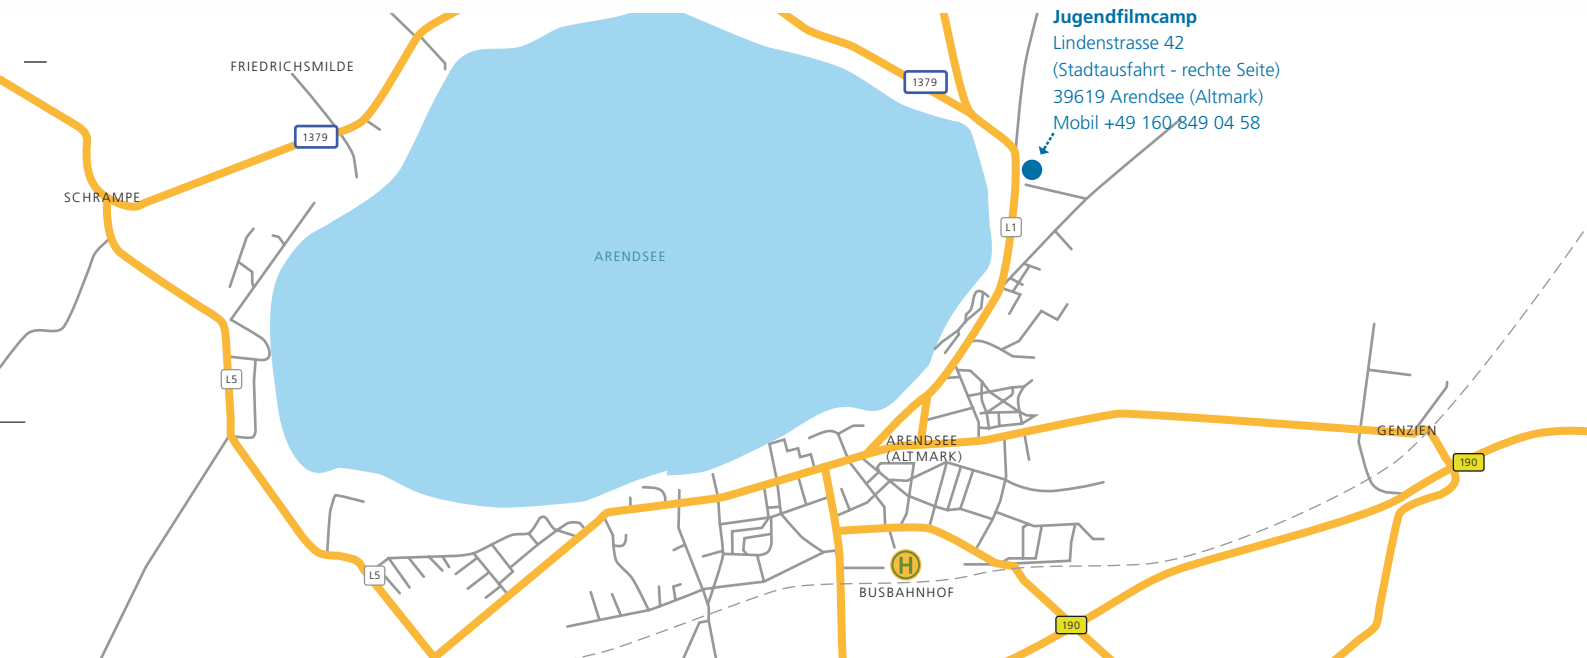 Jugendfilmcamp
Lindenstrasse 42
(Stadtausfahrt - rechte Seite)
39619 Arendsee (Altmark)
Mobil +49 160 849 04 58
FRIEDRICHSMILDE
1379
1379
SCHRAMPE
L1
ARENDSEE
L5
GENZIEN
ARENDSEE
(ALTMARK)
190
H
L5
BUSBAHNHOF
190